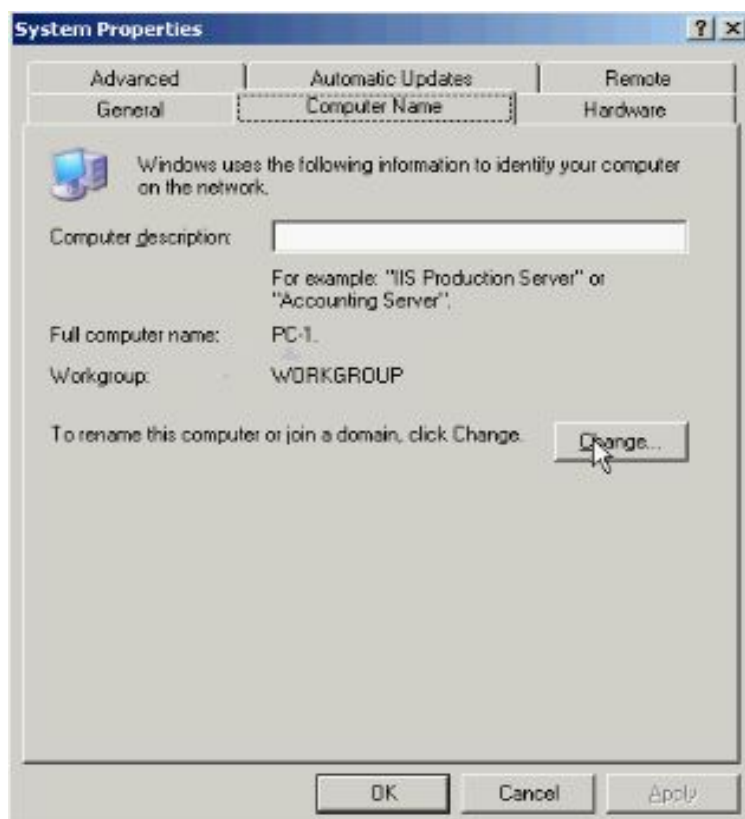 System Properties
Advanced
Automatic Updates
Remote
General
Computer Name
Hardware
Windows uses the following information to identify your computer
on the network.
Computer description:
For example: "IIS Production Server" or
"Accounting Server".
Full computer name:
PC-1.
Workgroup:
WORKGROUP
To rename this computer or join a domain, click Change.
Change...
OK
Cancel
Apply